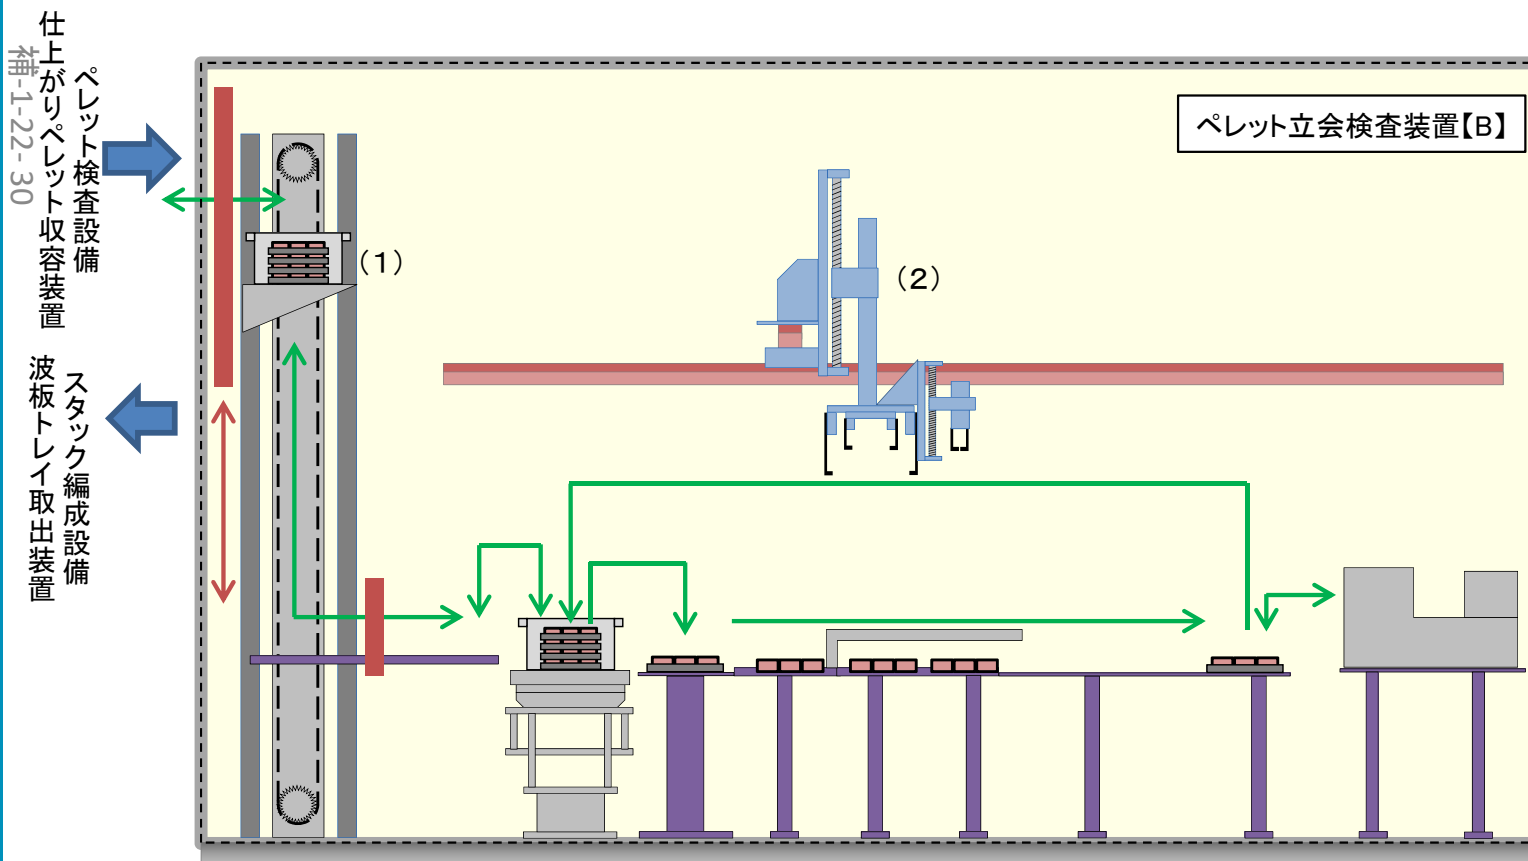 ペレット検査設備
仕上がりペレット収容装置
補-1-22-30
スタック編成設備
波板トレイ取出装置
ペレット立会検査装置【B】
(1)
(2)